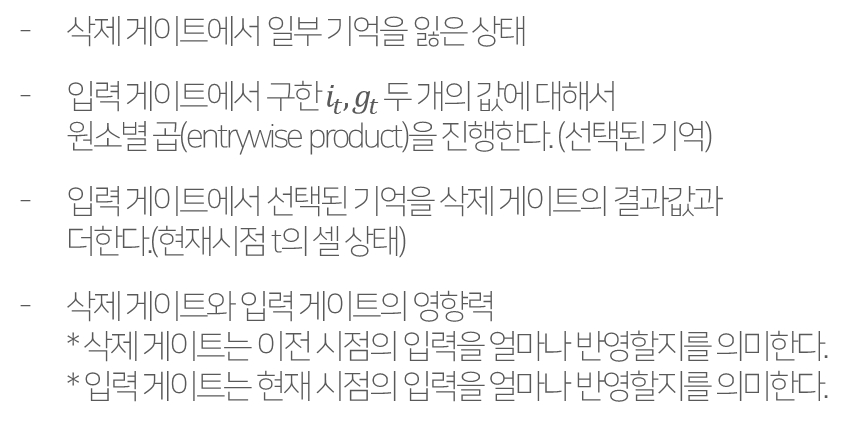 - 삭제 게이트에서 일부 기억을 잃은 상태
- 입력 게이트에서 구한 iₜ, gₜ 두 개의 값에 대해서
원소별 곱(entrywise product)을 진행한다. (선택된 기억)
- 입력 게이트에서 선택된 기억을 삭제 게이트의 결과값과
더한다.(현재시점 t의 셀 상태)
- 삭제 게이트와 입력 게이트의 영향력
* 삭제 게이트는 이전 시점의 입력을 얼마나 반영할지를 의미한다.
* 입력 게이트는 현재 시점의 입력을 얼마나 반영할지를 의미한다.